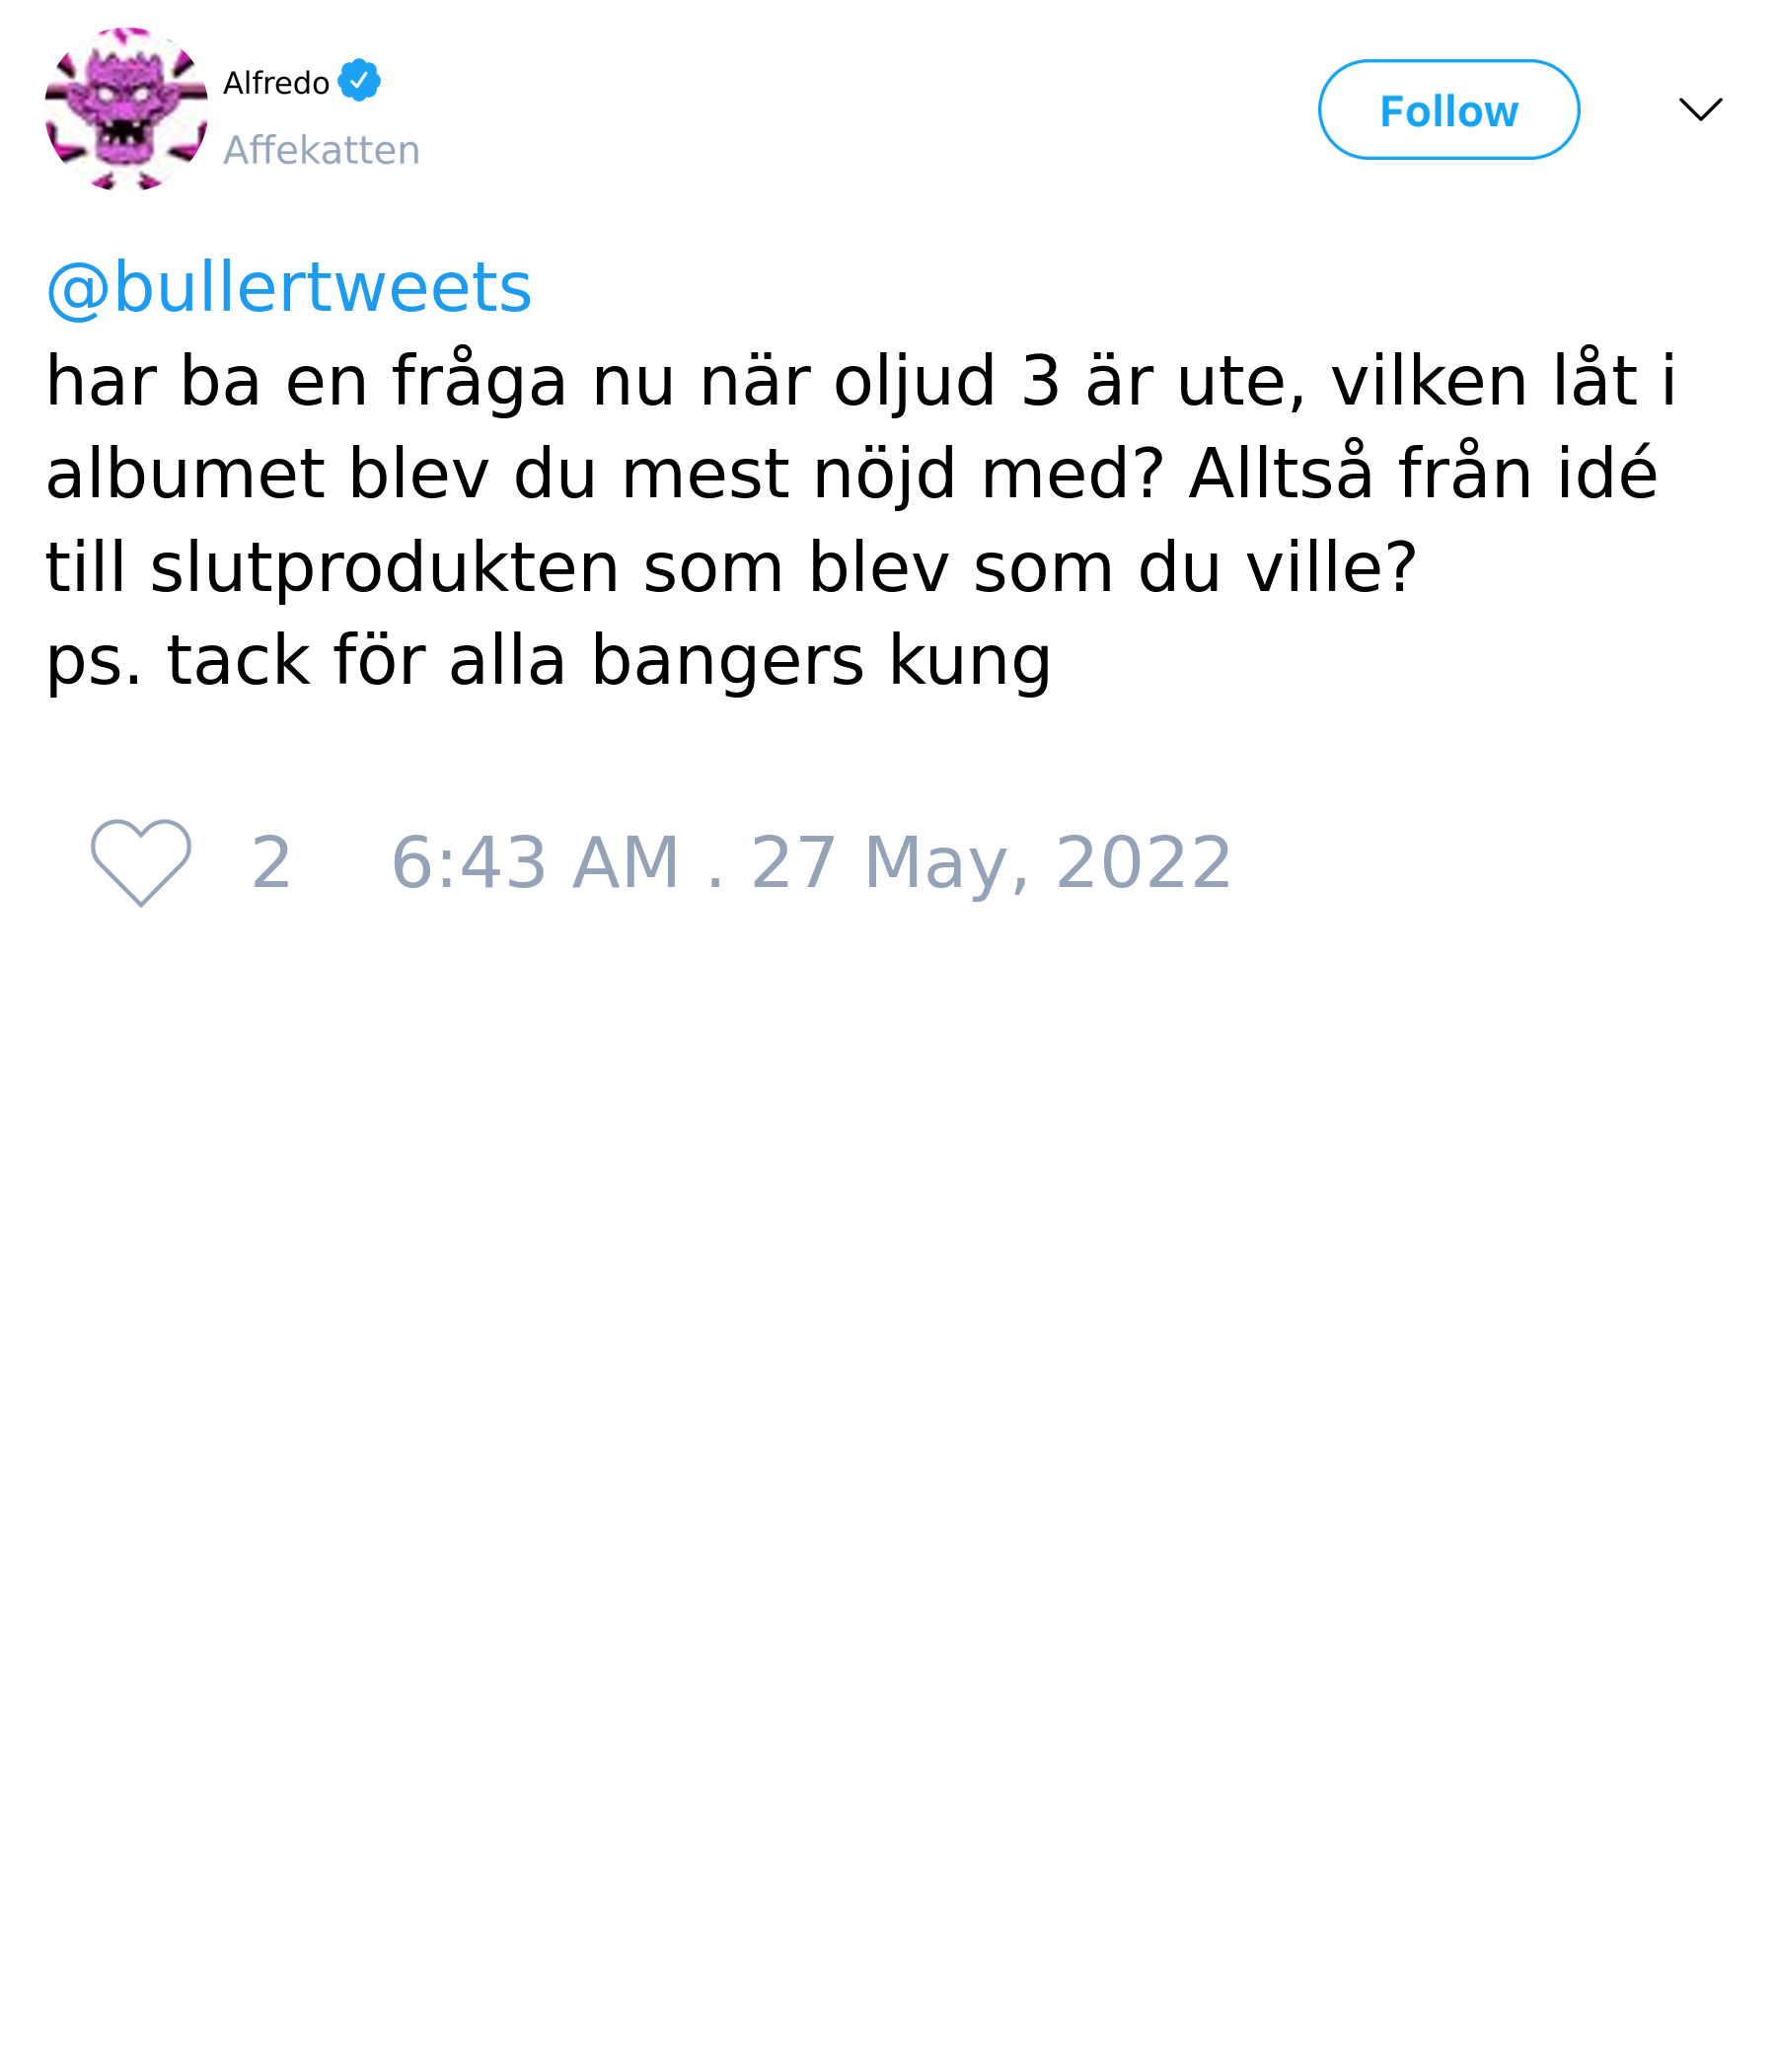 Alfredo
Affekatten
Follow
@bullertweets
har ba en fråga nu när oljud 3 är ute, vilken låt i
albumet blev du mest nöjd med? Alltså från idé
till slutprodukten som blev som du ville?
ps. tack för alla bangers kung
2 6:43 AM . 27 May, 2022